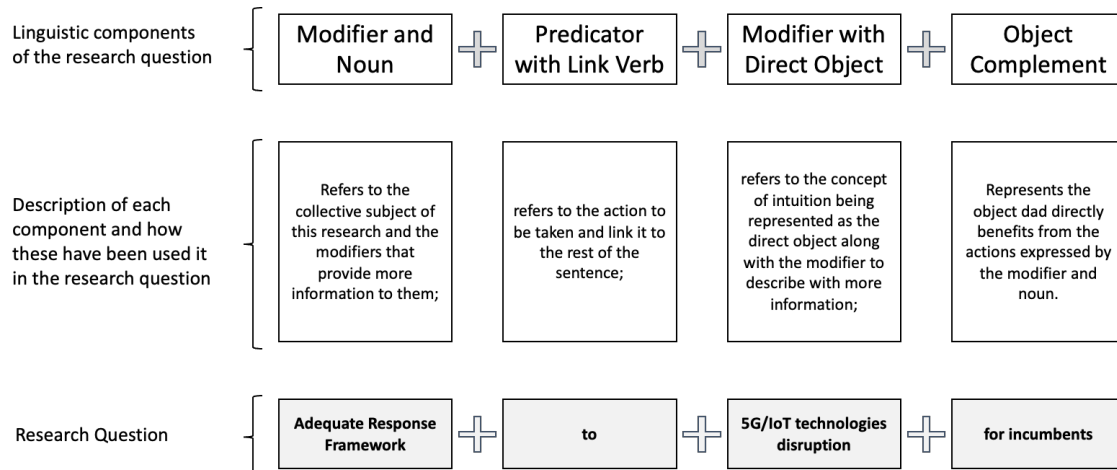 Linguistic components
of the research question
Modifier and
Noun
Predicator
with Link Verb
Modifier with
Direct Object
Object
Complement
Description of each
component and how
these have been used it
in the research question
Refers to the
collective subject of
this research and the
modifiers that
provide more
information to them;
refers to the action to
be taken and link it to
the rest of the
sentence;
refers to the concept
of intuition being
represented as the
direct object along
with the modifier to
describe with more
information;
Represents the
object dad directly
benefits from the
actions expressed by
the modifier and
noun.
Research Question
Adequate Response
Framework
to
5G/IoT technologies
disruption
for incumbents